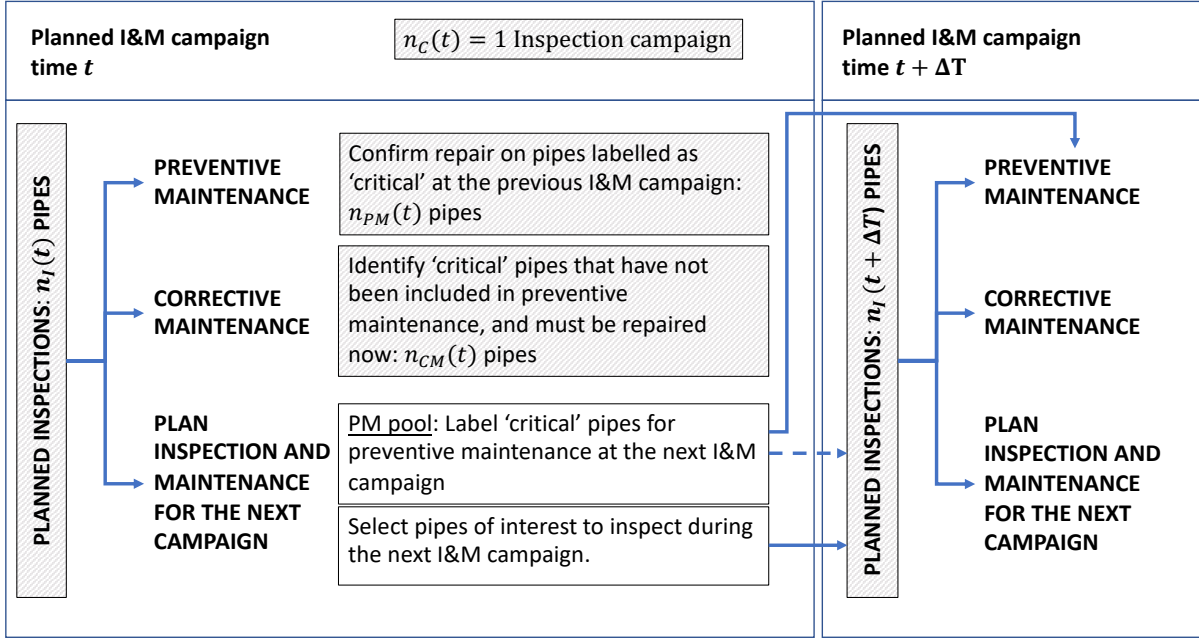 Planned I&M campaign
time t
n_C(t) = 1 Inspection campaign
PLANNED INSPECTIONS: n_I(t) PIPES
PREVENTIVE
MAINTENANCE
Confirm repair on pipes labelled as
‘critical’ at the previous I&M campaign:
n_PM(t) pipes
CORRECTIVE
MAINTENANCE
Identify ‘critical’ pipes that have not
been included in preventive
maintenance, and must be repaired
now: n_CM(t) pipes
PLAN
INSPECTION AND
MAINTENANCE
FOR THE NEXT
CAMPAIGN
PM pool: Label ‘critical’ pipes for
preventive maintenance at the next I&M
campaign
Select pipes of interest to inspect during
the next I&M campaign.
Planned I&M campaign
time t + ΔT
PLANNED INSPECTIONS: n_I (t + ΔT) PIPES
PREVENTIVE
MAINTENANCE
CORRECTIVE
MAINTENANCE
PLAN
INSPECTION AND
MAINTENANCE
FOR THE NEXT
CAMPAIGN